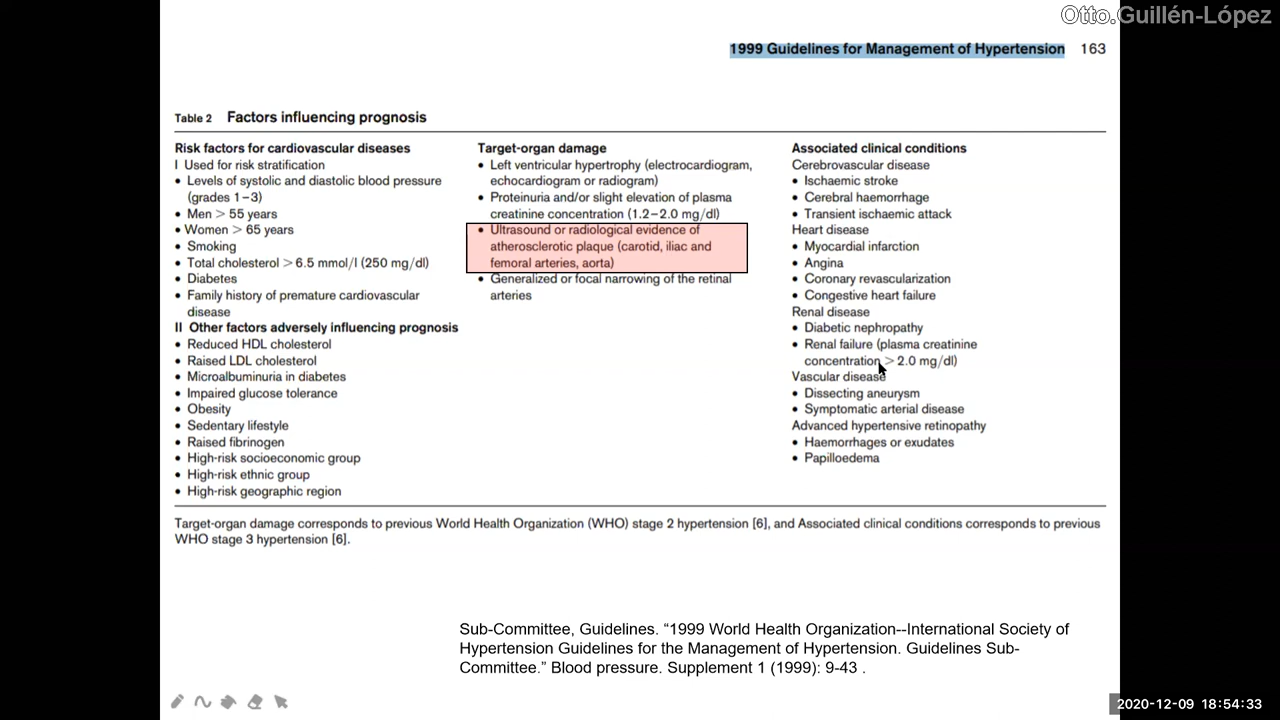 Otto.Guillén-López
1999 Guidelines for Management of Hypertension 163
Table 2 Factors influencing prognosis
Risk factors for cardiovascular diseases
I Used for risk stratification
• Levels of systolic and diastolic blood pressure
(grades 1–3)
• Men > 55 years
• Women > 65 years
• Smoking
• Total cholesterol > 6.5 mmol/l (250 mg/dl)
• Diabetes
• Family history of premature cardiovascular
disease
II Other factors adversely influencing prognosis
• Reduced HDL cholesterol
• Raised LDL cholesterol
• Microalbuminuria in diabetes
• Impaired glucose tolerance
• Obesity
• Sedentary lifestyle
• Raised fibrinogen
• High-risk socioeconomic group
• High-risk ethnic group
• High-risk geographic region
Target-organ damage
• Left ventricular hypertrophy (electrocardiogram,
echocardiogram or radiogram)
• Proteinuria and/or slight elevation of plasma
creatinine concentration (1.2–2.0 mg/dl)
• Ultrasound or radiological evidence of
atherosclerotic plaque (carotid, iliac and
femoral arteries, aorta)
• Generalized or focal narrowing of the retinal
arteries
Associated clinical conditions
Cerebrovascular disease
• Ischaemic stroke
• Cerebral haemorrhage
• Transient ischaemic attack
Heart disease
• Myocardial infarction
• Angina
• Coronary revascularization
• Congestive heart failure
Renal disease
• Diabetic nephropathy
• Renal failure (plasma creatinine
concentration > 2.0 mg/dl)
Vascular disease
• Dissecting aneurysm
• Symptomatic arterial disease
Advanced hypertensive retinopathy
• Haemorrhages or exudates
• Papilloedema
Target-organ damage corresponds to previous World Health Organization (WHO) stage 2 hypertension [6], and Associated clinical conditions corresponds to previous
WHO stage 3 hypertension [6].
Sub-Committee, Guidelines. “1999 World Health Organization--International Society of
Hypertension Guidelines for the Management of Hypertension. Guidelines Sub-
Committee.” Blood pressure. Supplement 1 (1999): 9-43 .
2020-12-09 18:54:33